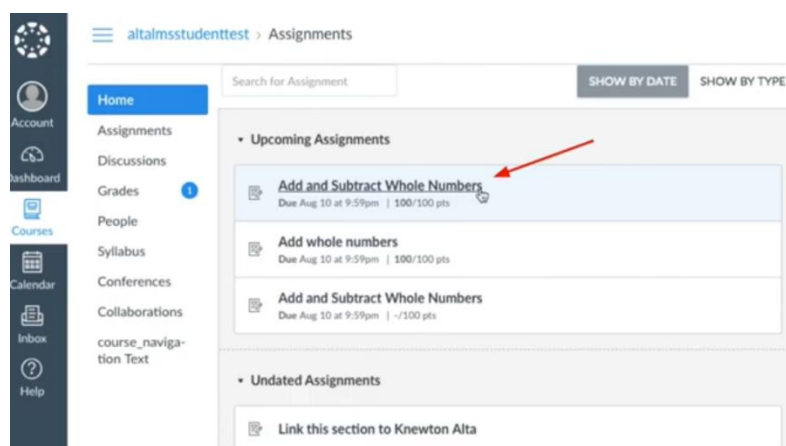 altalmsstudenttest › Assignments
Search for Assignment
SHOW BY DATE
SHOW BY TYPE
Account
Dashboard
Courses
Calendar
Inbox
Help
Home
Assignments
Discussions
Grades 1
People
Syllabus
Conferences
Collaborations
course_naviga-
tion Text
Upcoming Assignments
Add and Subtract Whole Numbers
Due Aug 10 at 9:59pm | 100/100 pts
Add whole numbers
Due Aug 10 at 9:59pm | 100/100 pts
Add and Subtract Whole Numbers
Due Aug 10 at 9:59pm | -/100 pts
Undated Assignments
Link this section to Knewton Alta